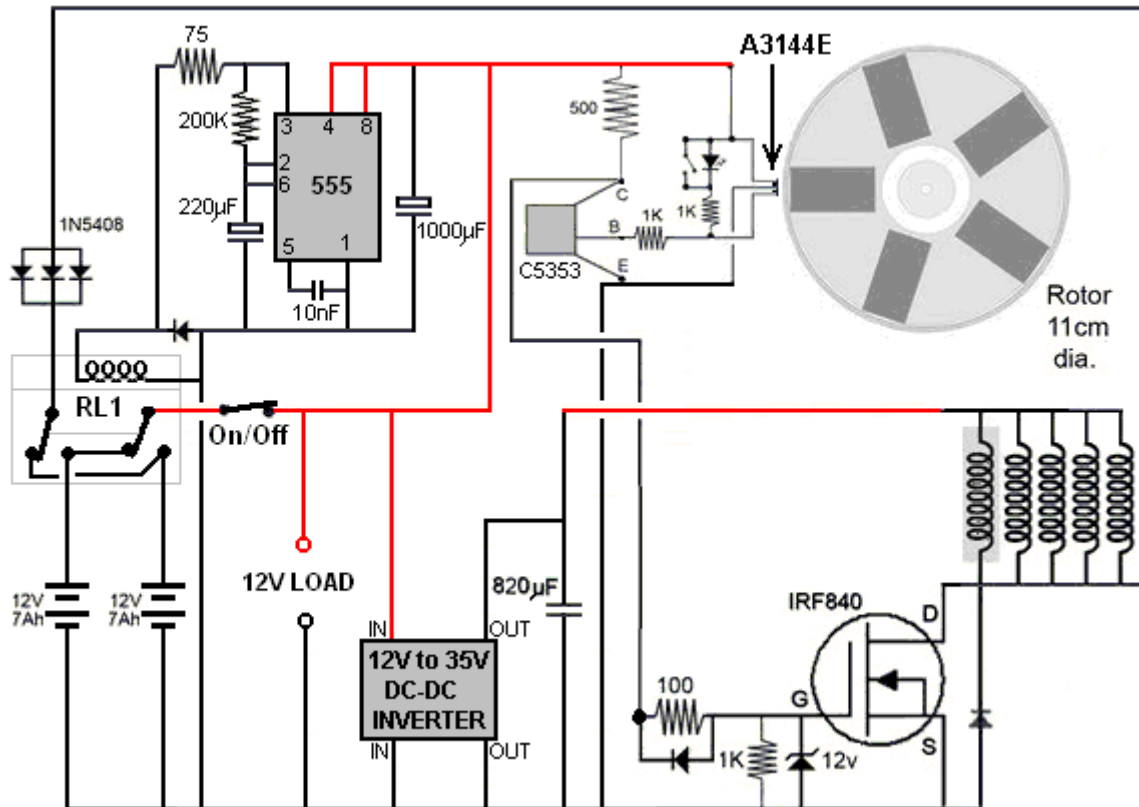 75
A3144E
500
200K
3
4
8
2
6
555
220µF
1N5408
5
1
1000µF
10nF
C
B
E
1K
1K
C5353
Rotor
11cm
dia.
RL1
On/Off
12V LOAD
820µF
12V
7Ah
12V
7Ah
IN
OUT
12V to 35V
DC-DC
INVERTER
IN
OUT
IRF840
D
G
S
100
1K
12v